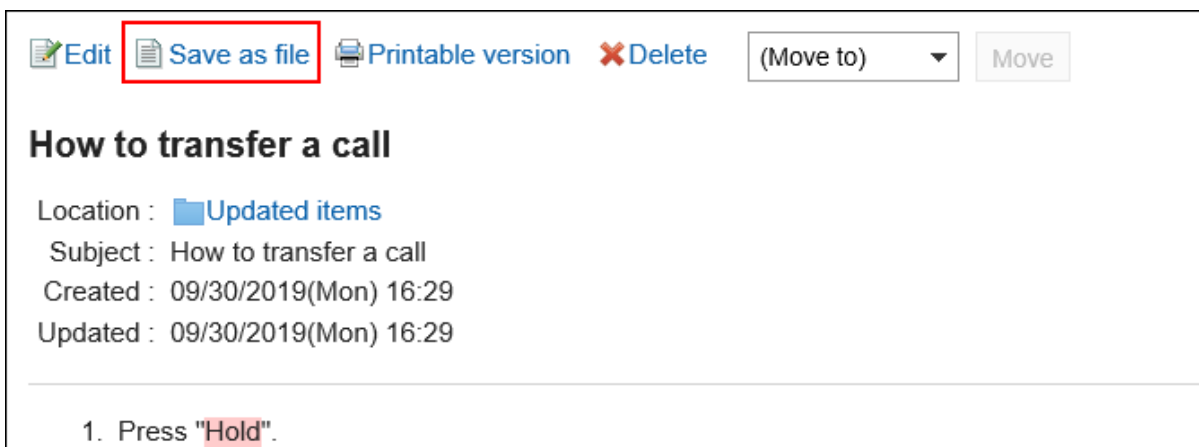 Edit Save as file Printable version Delete (Move to) Move
How to transfer a call
Location : Updated items
Subject : How to transfer a call
Created : 09/30/2019(Mon) 16:29
Updated : 09/30/2019(Mon) 16:29
1. Press "Hold".